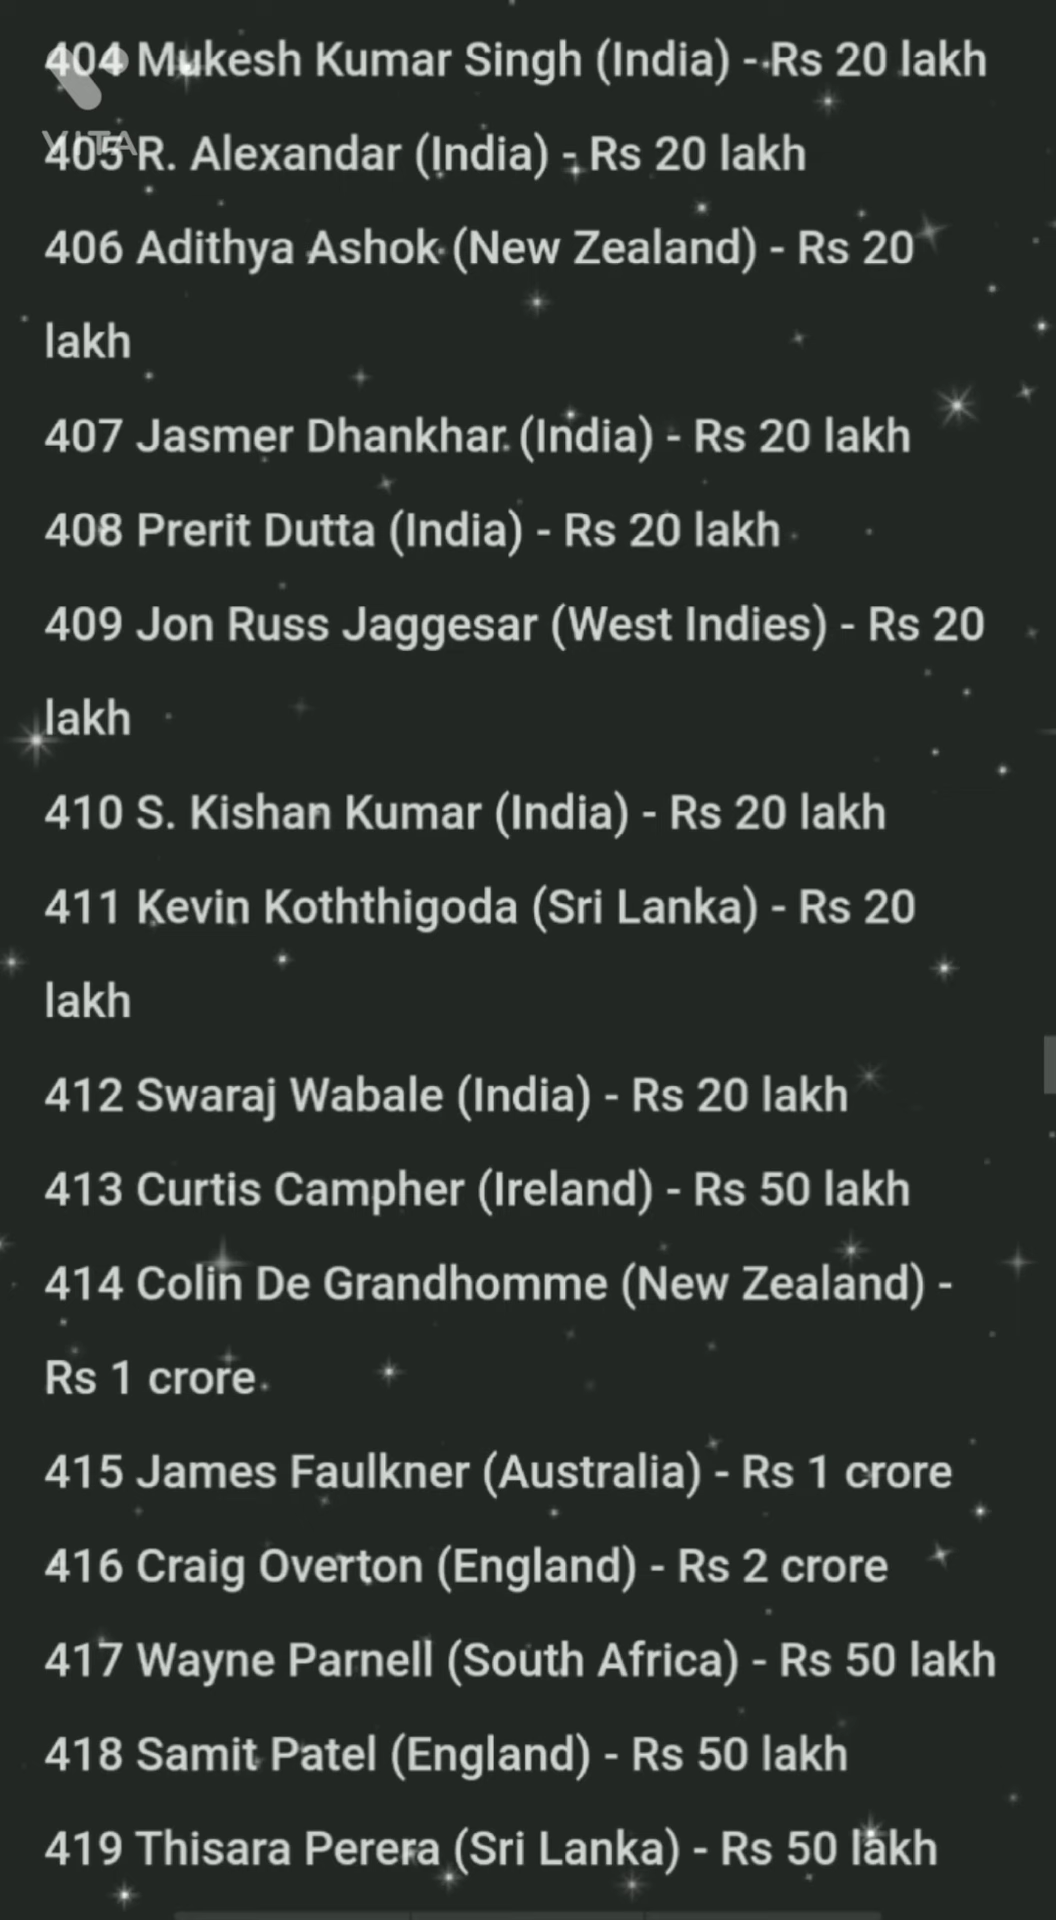 404 Mukesh Kumar Singh (India) - Rs 20 lakh
VITA
405 R. Alexandar (India) - Rs 20 lakh
406 Adithya Ashok (New Zealand) - Rs 20
lakh
407 Jasmer Dhankhar (India) - Rs 20 lakh
408 Prerit Dutta (India) - Rs 20 lakh
409 Jon Russ Jaggesar (West Indies) - Rs 20
lakh
410 S. Kishan Kumar (India) - Rs 20 lakh
411 Kevin Koththigoda (Sri Lanka) - Rs 20
lakh
412 Swaraj Wabale (India) - Rs 20 lakh
413 Curtis Campher (Ireland) - Rs 50 lakh
414 Colin De Grandhomme (New Zealand) -
Rs 1 crore
415 James Faulkner (Australia) - Rs 1 crore
416 Craig Overton (England) - Rs 2 crore
417 Wayne Parnell (South Africa) - Rs 50 lakh
418 Samit Patel (England) - Rs 50 lakh
419 Thisara Perera (Sri Lanka) - Rs 50 lakh